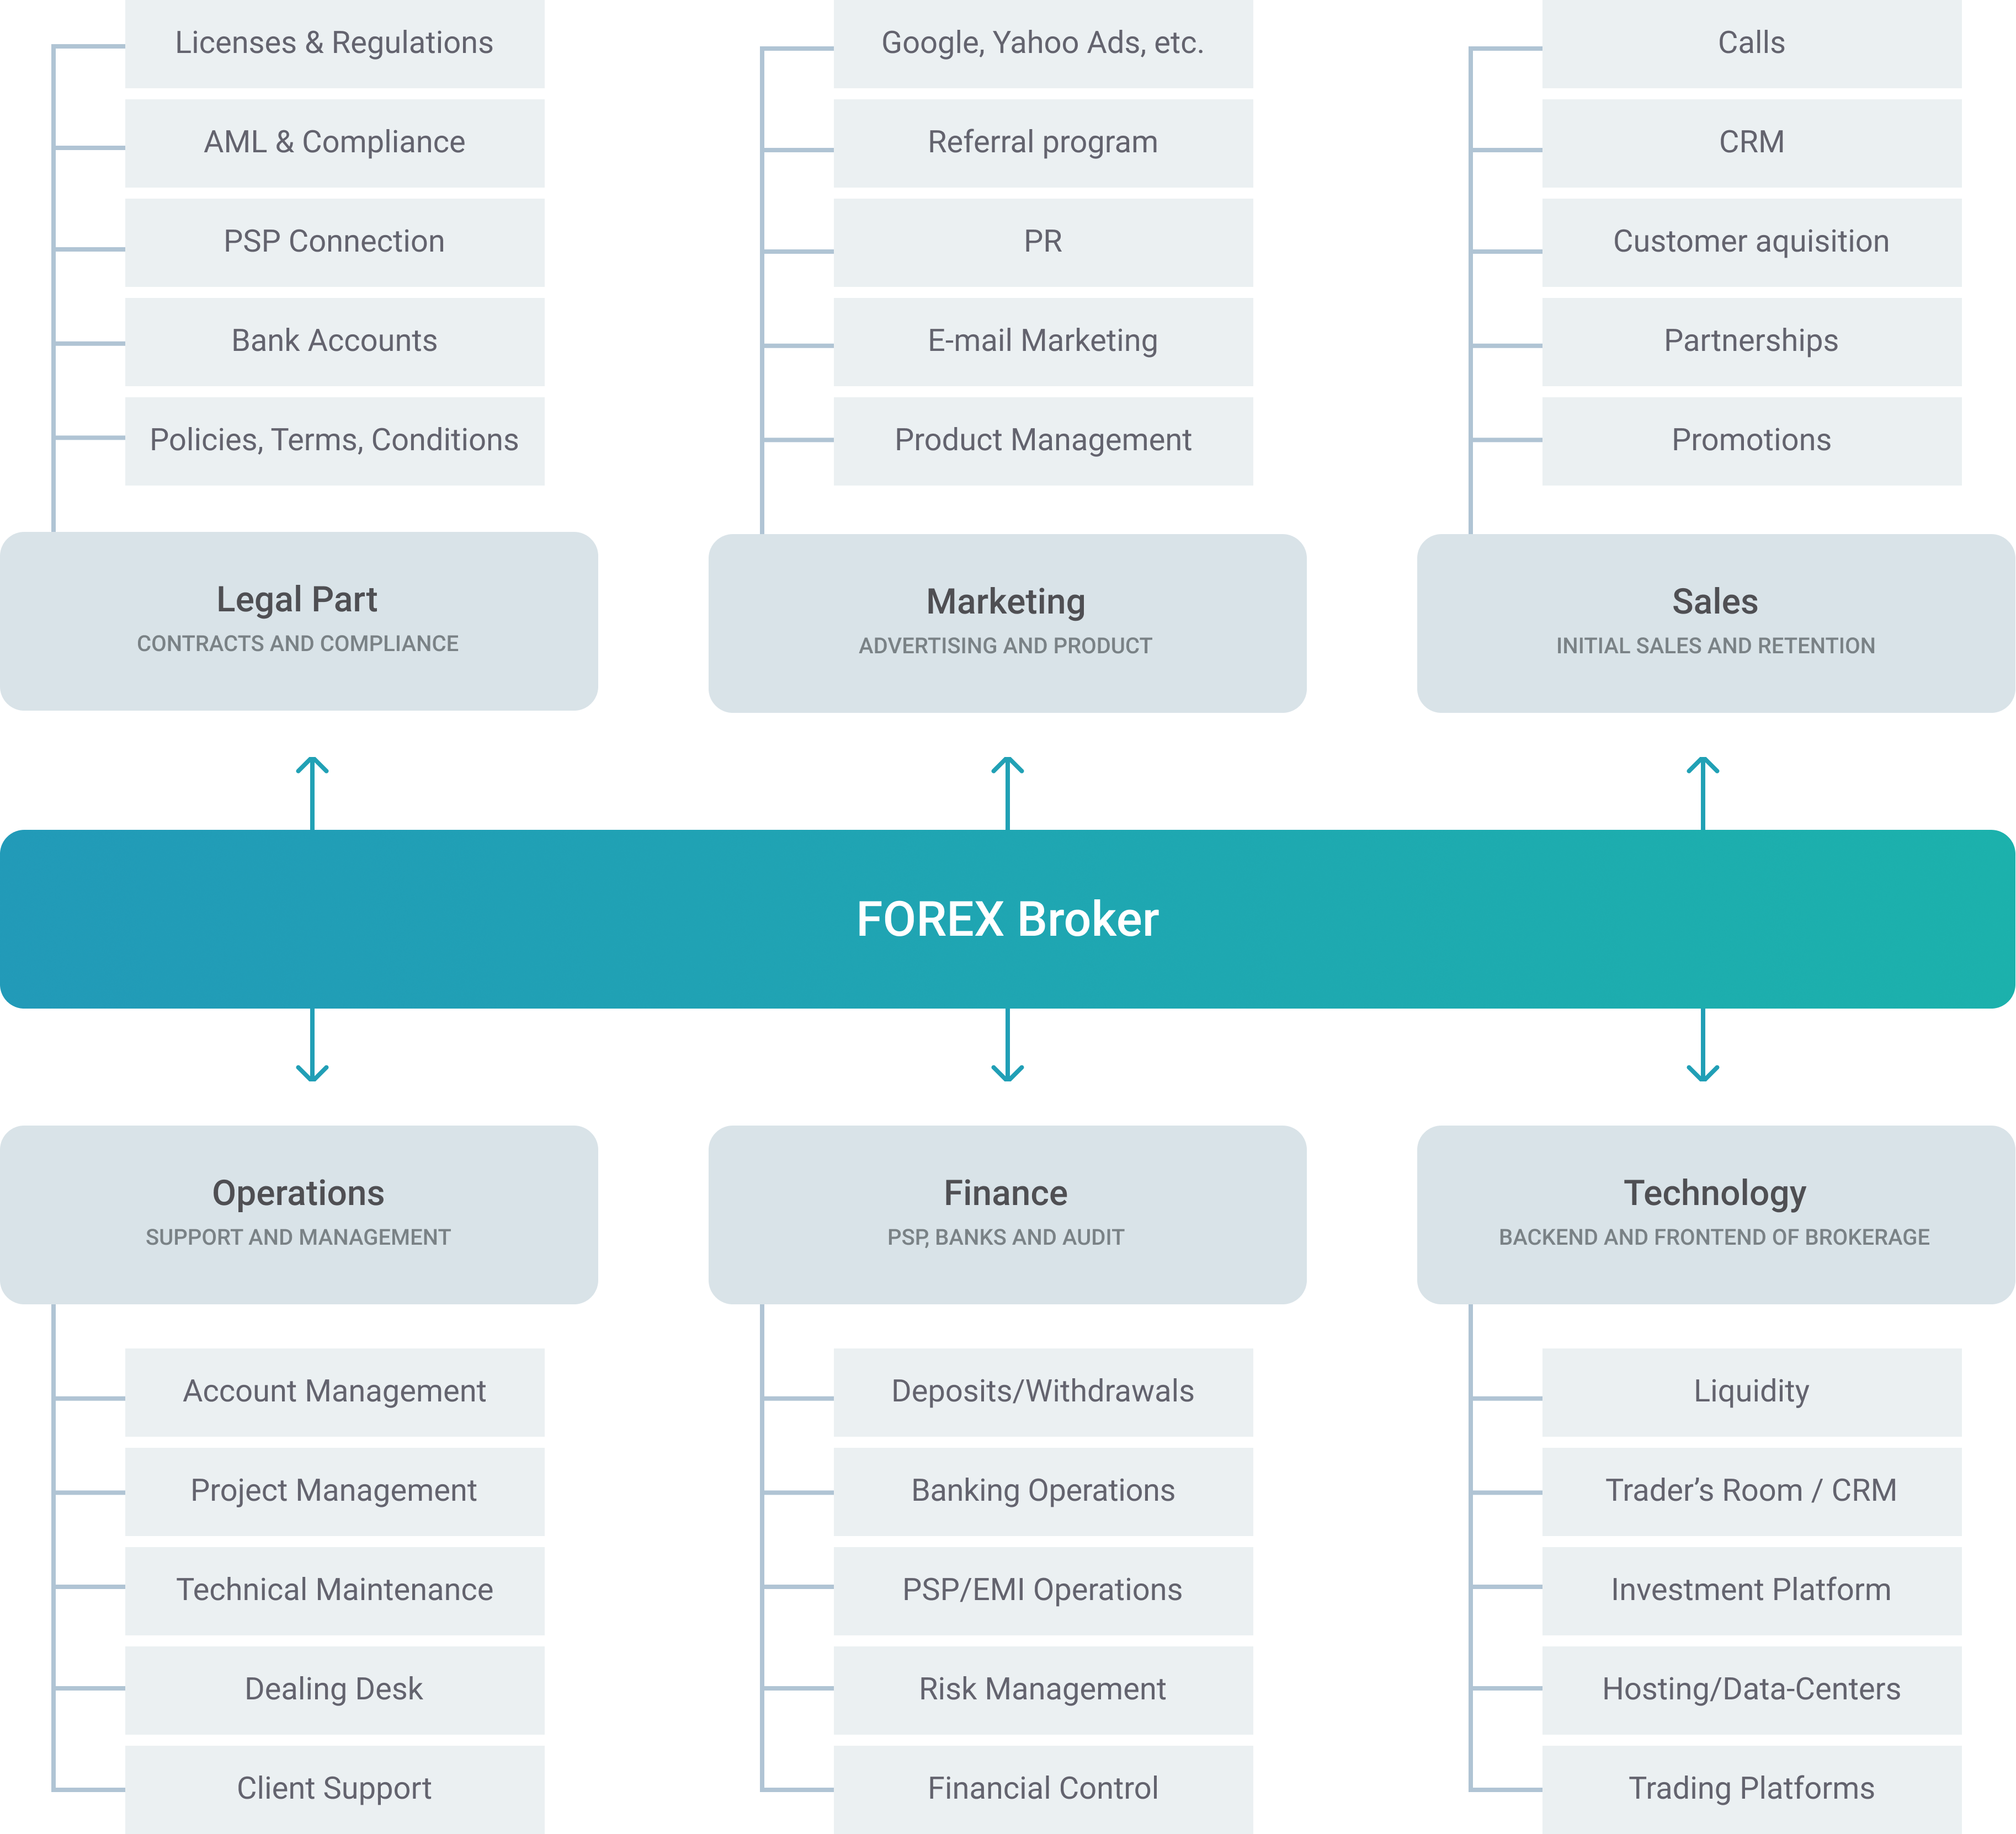 Licenses & Regulations
AML & Compliance
PSP Connection
Bank Accounts
Policies, Terms, Conditions
Legal Part
CONTRACTS AND COMPLIANCE
Google, Yahoo Ads, etc.
Referral program
PR
E-mail Marketing
Product Management
Marketing
ADVERTISING AND PRODUCT
Calls
CRM
Customer aquisition
Partnerships
Promotions
Sales
INITIAL SALES AND RETENTION
FOREX Broker
Operations
SUPPORT AND MANAGEMENT
Account Management
Project Management
Technical Maintenance
Dealing Desk
Client Support
Finance
PSP, BANKS AND AUDIT
Deposits/Withdrawals
Banking Operations
PSP/EMI Operations
Risk Management
Financial Control
Technology
BACKEND AND FRONTEND OF BROKERAGE
Liquidity
Trader’s Room / CRM
Investment Platform
Hosting/Data-Centers
Trading Platforms